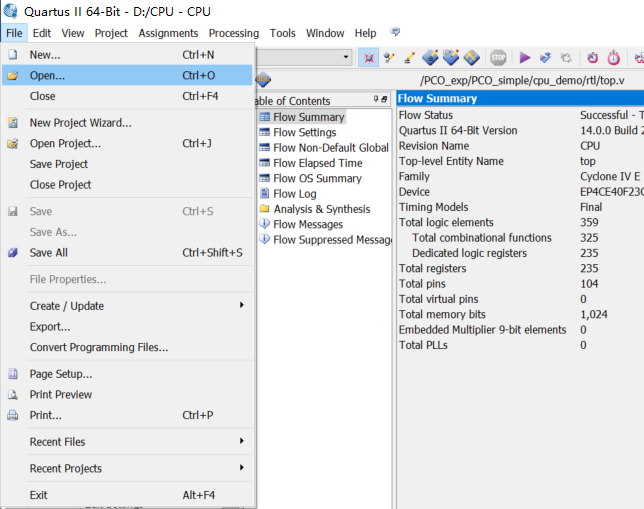 Quartus II 64-Bit - D:/CPU - CPU
File Edit View Project Assignments Processing Tools Window Help
New... Ctrl+N
Open... Ctrl+O
Close Ctrl+F4
New Project Wizard...
Open Project... Ctrl+J
Save Project
Close Project
Save Ctrl+S
Save As...
Save All Ctrl+Shift+S
File Properties...
Create / Update
Export...
Convert Programming Files...
Page Setup...
Print Preview
Print... Ctrl+P
Recent Files
Recent Projects
Exit Alt+F4
STOP
/PCO_exp/PCO_simple/cpu_demo/rtl/top.v
able of Contents
Flow Summary
Flow Settings
Flow Non-Default Global
Flow Elapsed Time
Flow OS Summary
Flow Log
Analysis & Synthesis
Flow Messages
Flow Suppressed Message
Flow Summary
Flow Status Successful - T
Quartus II 64-Bit Version 14.0.0 Build 2
Revision Name CPU
Top-level Entity Name top
Family Cyclone IV E
Device EP4CE40F23C
Timing Models Final
Total logic elements 359
Total combinational functions 325
Dedicated logic registers 235
Total registers 235
Total pins 104
Total virtual pins 0
Total memory bits 1,024
Embedded Multiplier 9-bit elements 0
Total PLLs 0